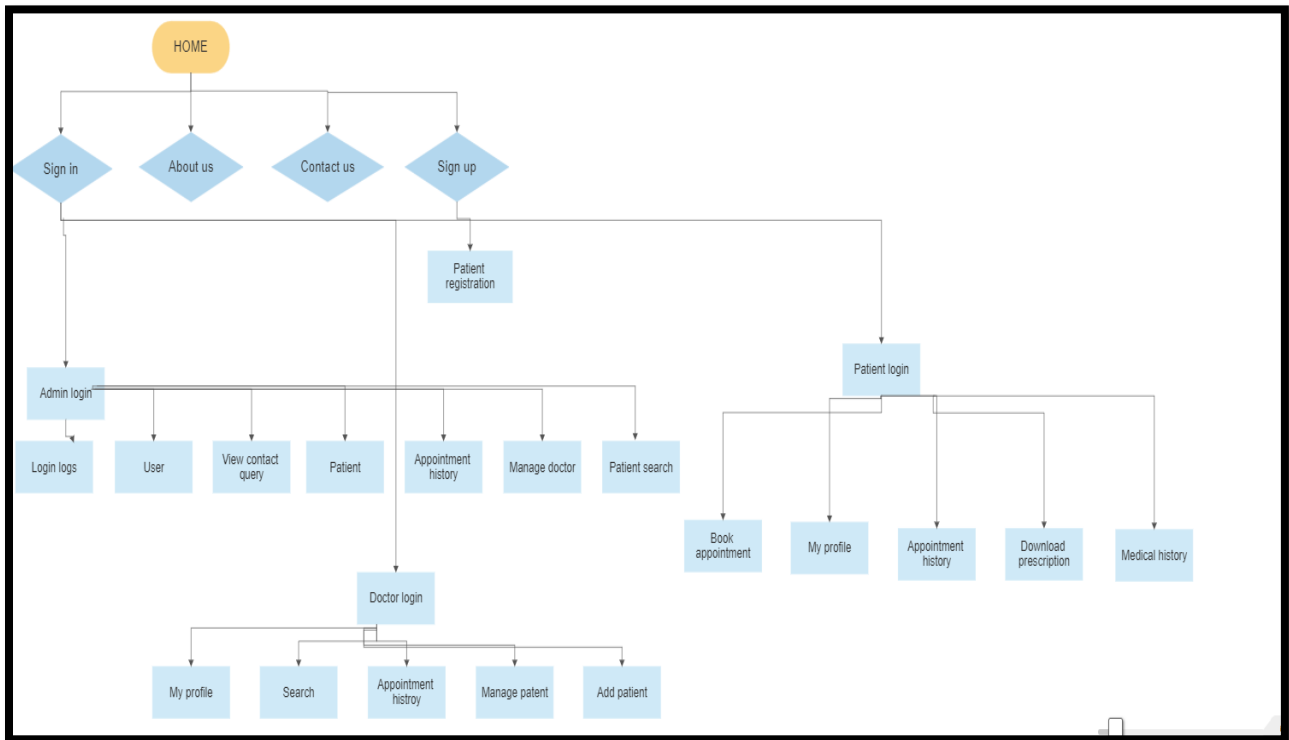 HOME
Sign in
About us
Contact us
Sign up
Patient
registration
Admin login
Patient login
Login logs
User
View contact
query
Patient
Appointment
history
Manage doctor
Patient search
Book
appointment
My profile
Appointment
history
Download
prescription
Medical history
Doctor login
My profile
Search
Appointment
histroy
Manage patent
Add patient